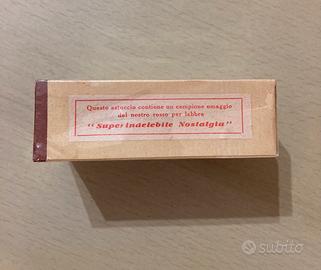 Questo astuccio contiene un campione omaggio
del nostro rosso per labbra
"Superindelebile Nostalgia"
subito